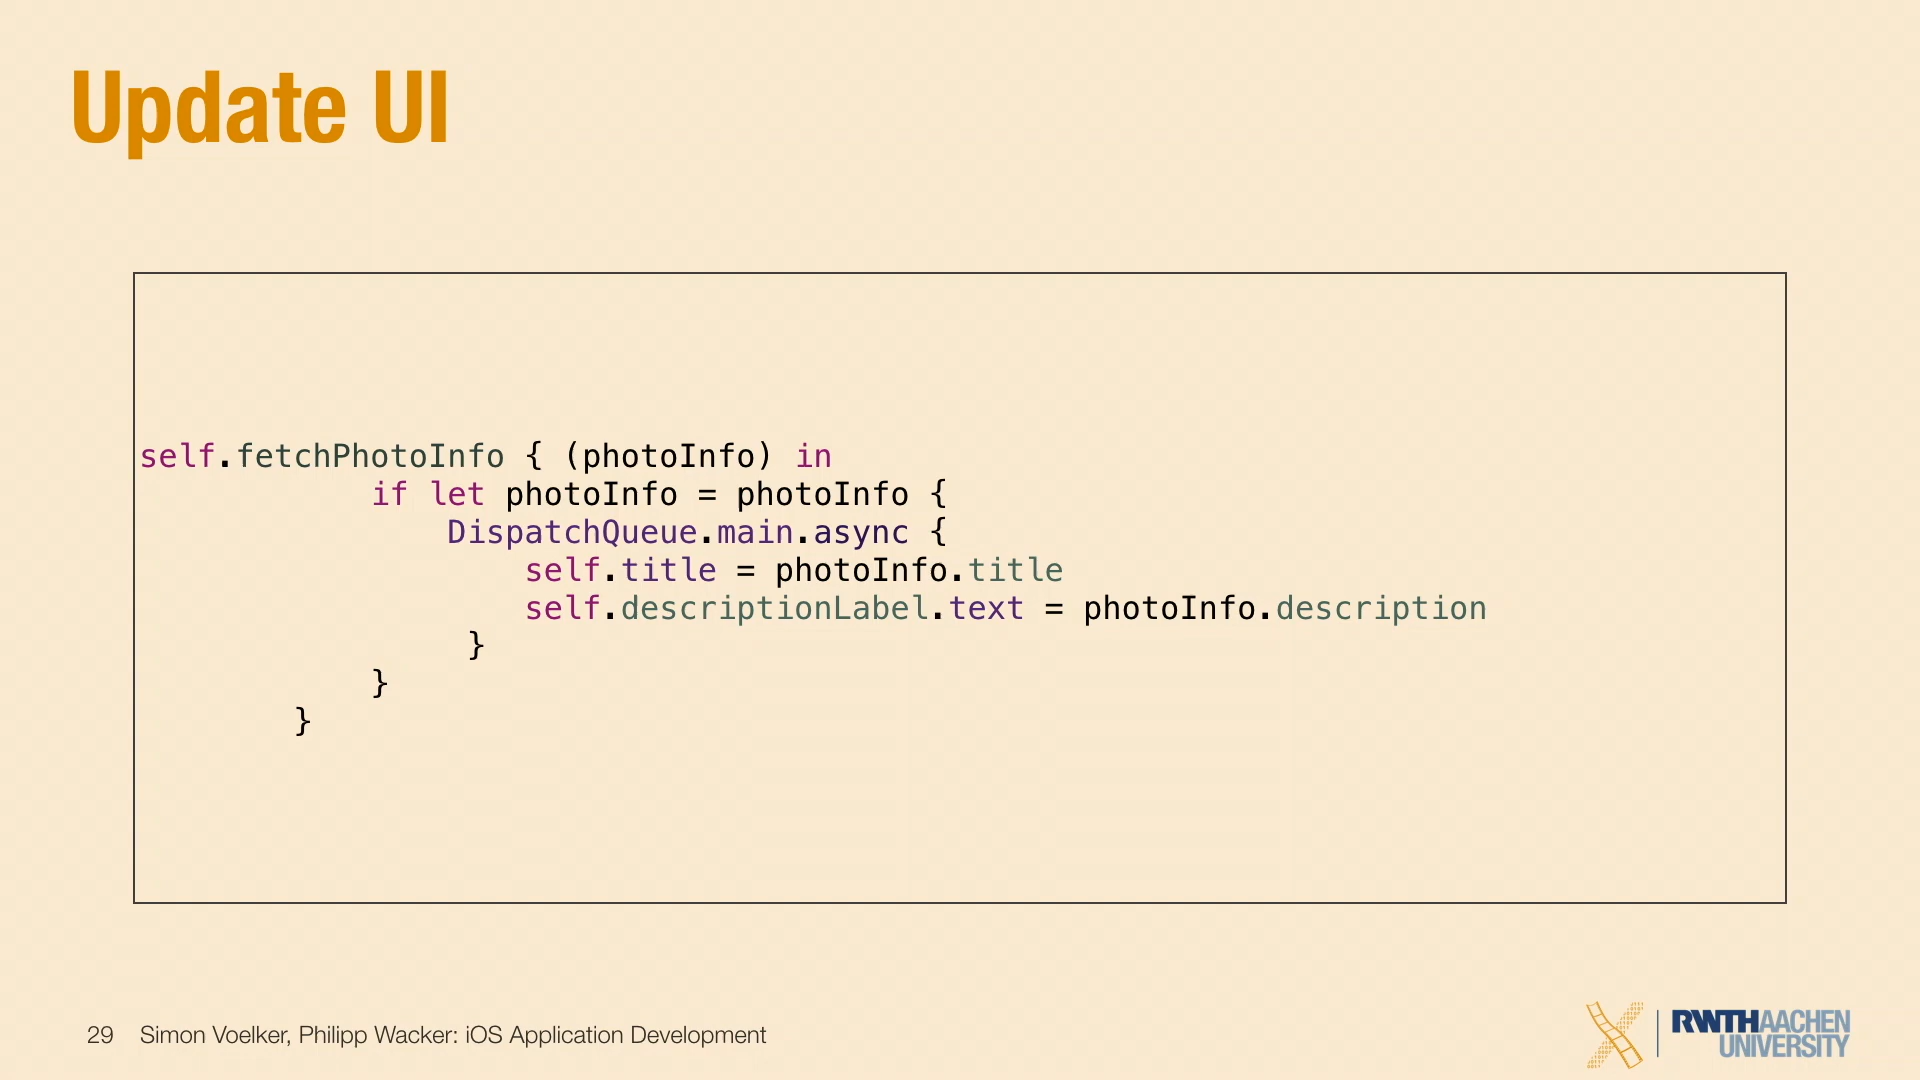 Update UI
self.fetchPhotoInfo { (photoInfo) in
            if let photoInfo = photoInfo {
                DispatchQueue.main.async {
                    self.title = photoInfo.title
                    self.descriptionLabel.text = photoInfo.description
                 }
            }
        }
29 Simon Voelker, Philipp Wacker: iOS Application Development
RWTHAACHEN
UNIVERSITY